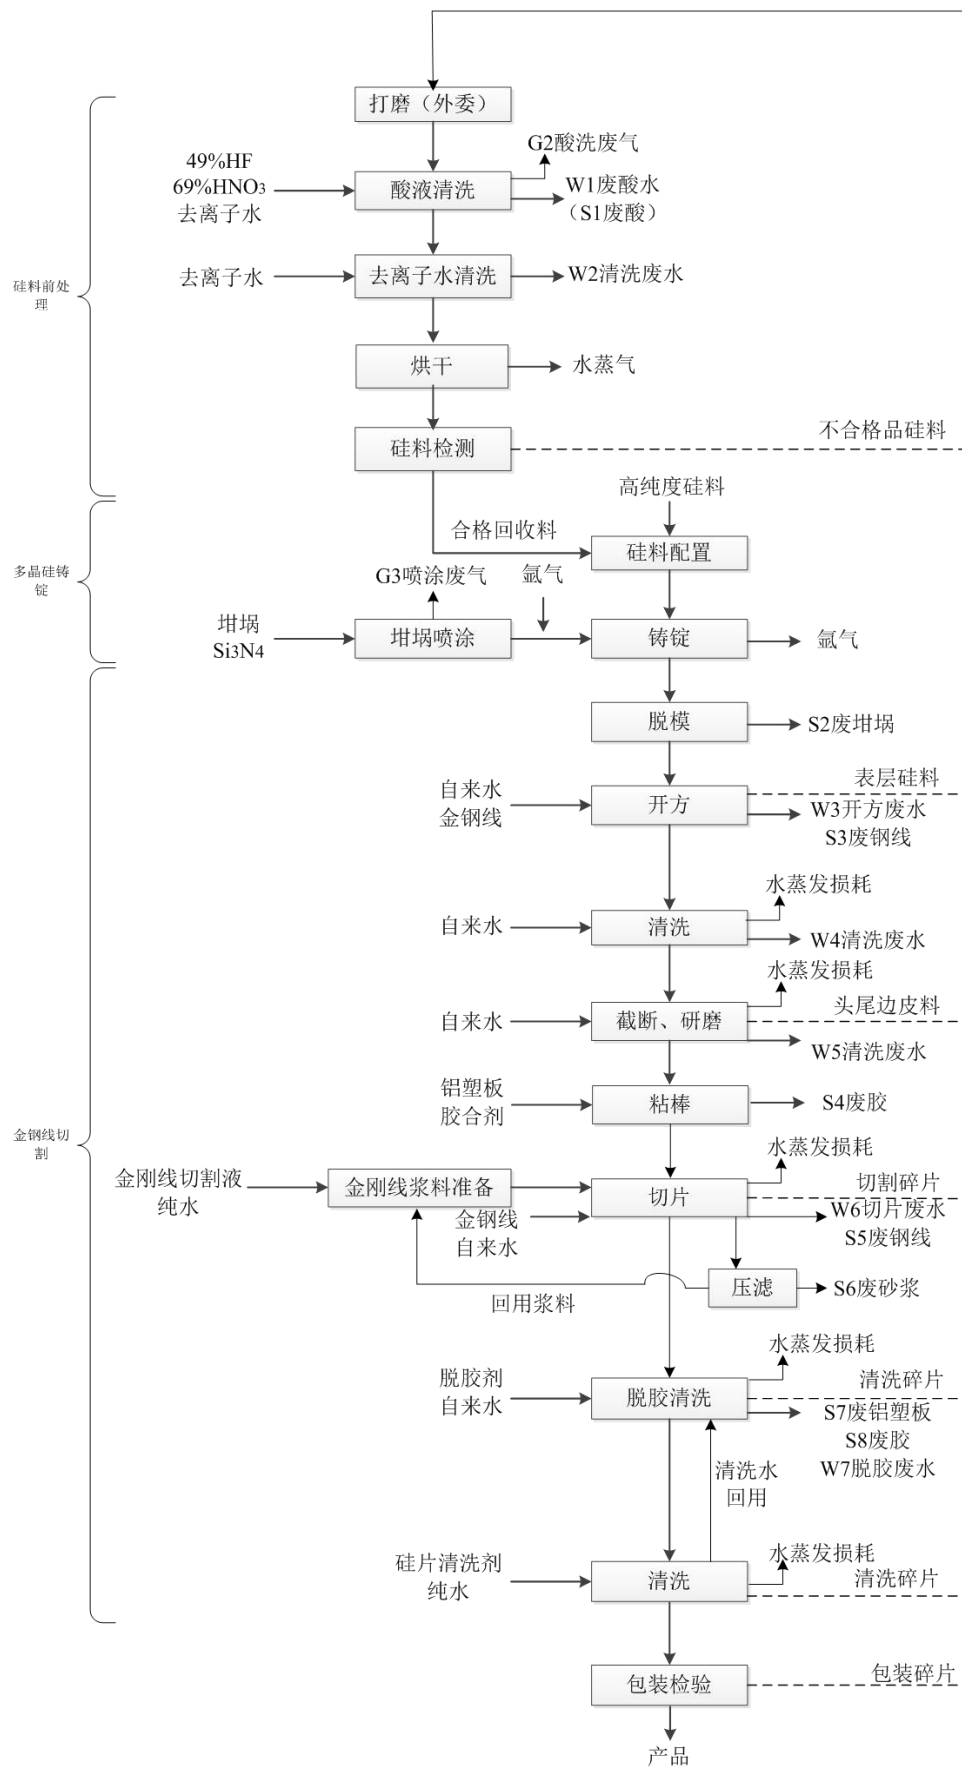 打磨（外委）
G2酸洗废气
49%HF
69%HNO3
去离子水
酸液清洗
W1废酸水
（S1废酸）
去离子水
去离子水清洗
W2清洗废水
硅料前处
理
烘干
水蒸气
硅料检测
不合格品硅料
高纯度硅料
合格回收料
硅料配置
多晶硅铸
锭
G3喷涂废气
氩气
坩埚
Si3N4
坩埚喷涂
铸锭
氩气
脱模
S2废坩埚
表层硅料
自来水
金钢线
开方
W3开方废水
S3废钢线
水蒸发损耗
自来水
清洗
W4清洗废水
水蒸发损耗
头尾边皮料
自来水
截断、研磨
W5清洗废水
铝塑板
胶合剂
粘棒
S4废胶
金钢线切
割
水蒸发损耗
切割碎片
金刚线切割液
纯水
金刚线浆料准备
切片
金钢线
自来水
W6切片废水
S5废钢线
压滤
S6废砂浆
回用浆料
水蒸发损耗
清洗碎片
脱胶剂
自来水
脱胶清洗
S7废铝塑板
S8废胶
W7脱胶废水
清洗水
回用
水蒸发损耗
清洗碎片
硅片清洗剂
纯水
清洗
包装检验
包装碎片
产品